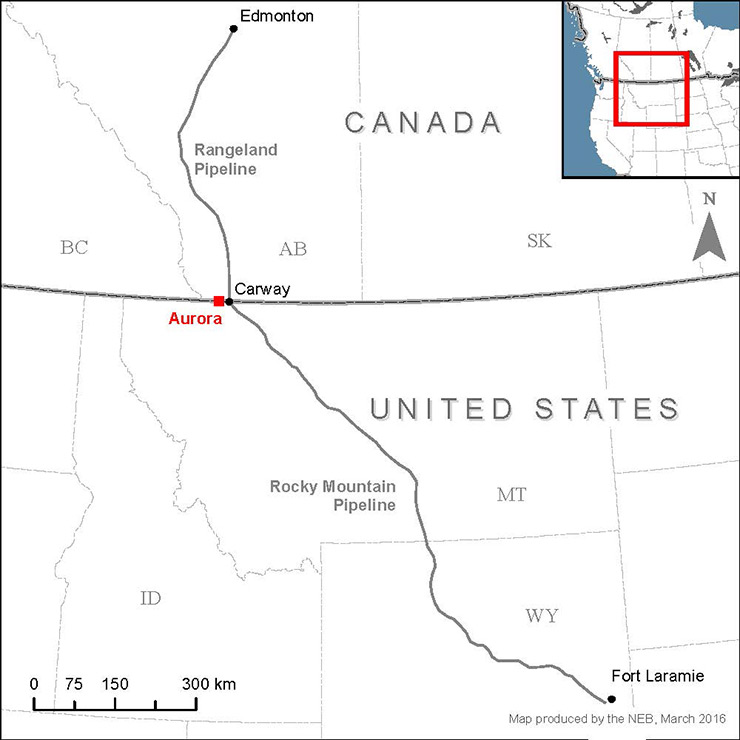 Edmonton
CANADA
N
Rangeland
Pipeline
BC
AB
SK
Carway
Aurora
UNITED STATES
Rocky Mountain
Pipeline
MT
ID
WY
Fort Laramie
0 75 150 300 km
Map produced by the NEB, March 2016